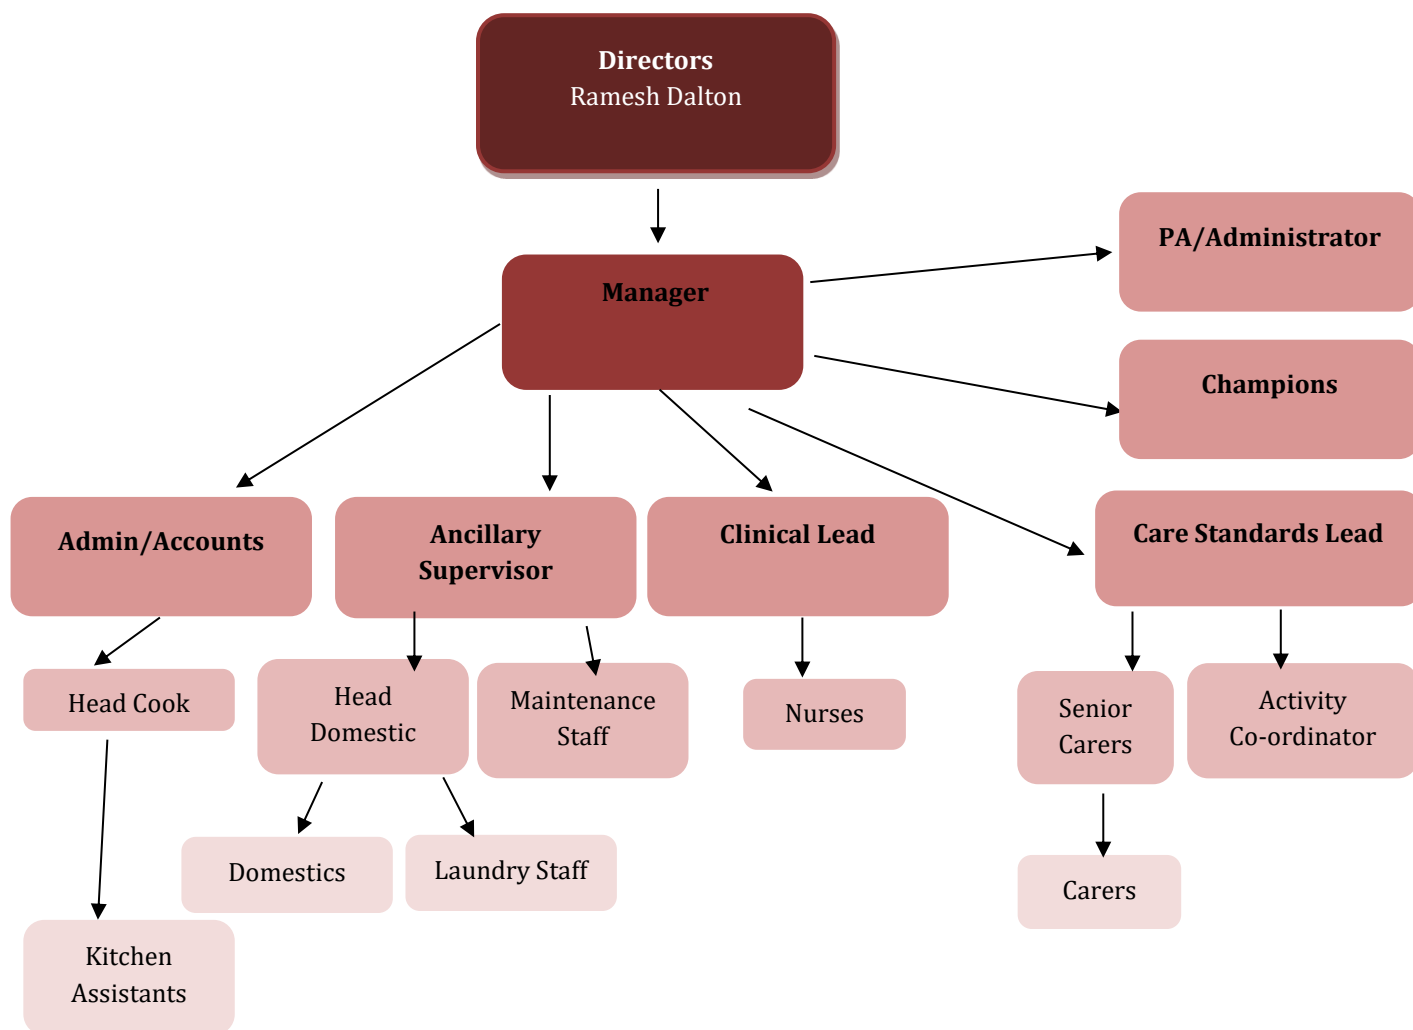 Directors
Ramesh Dalton
PA/Administrator
Manager
Champions
Admin/Accounts
Ancillary
Supervisor
Clinical Lead
Care Standards Lead
Head Cook
Head
Domestic
Maintenance
Staff
Nurses
Senior
Carers
Activity
Co-ordinator
Domestics
Laundry Staff
Carers
Kitchen
Assistants